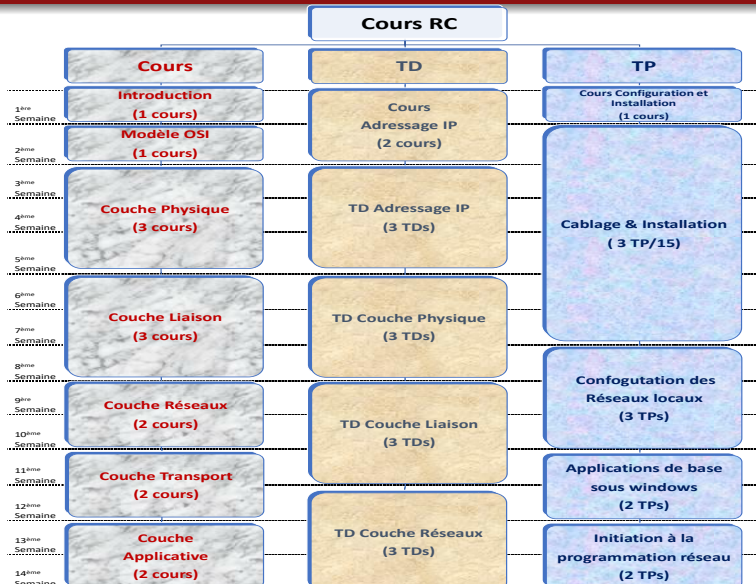 Cours RC
Cours
TD
TP
1ère
Semaine
2ème
Semaine
3ème
Semaine
4ème
Semaine
5ème
Semaine
6ème
Semaine
7ème
Semaine
8ème
Semaine
9ère
Semaine
10ème
Semaine
11ème
Semaine
12ème
Semaine
13ème
Semaine
14ème
Semaine
Introduction
(1 cours)
Modèle OSI
(1 cours)
Couche Physique
(3 cours)
Couche Liaison
(3 cours)
Couche Réseaux
(2 cours)
Couche Transport
(2 cours)
Couche
Applicative
(2 cours)
Cours
Adressage IP
(2 cours)
TD Adressage IP
(3 TDs)
TD Couche Physique
(3 TDs)
TD Couche Liaison
(3 TDs)
TD Couche Réseaux
(3 TDs)
Cours Configuration et
Installation
(1 cours)
Cablage & Installation
( 3 TP/15)
Confogutation des
Réseaux locaux
(3 TPs)
Applications de base
sous windows
(2 TPs)
Initiation à la
programmation réseau
(2 TPs)